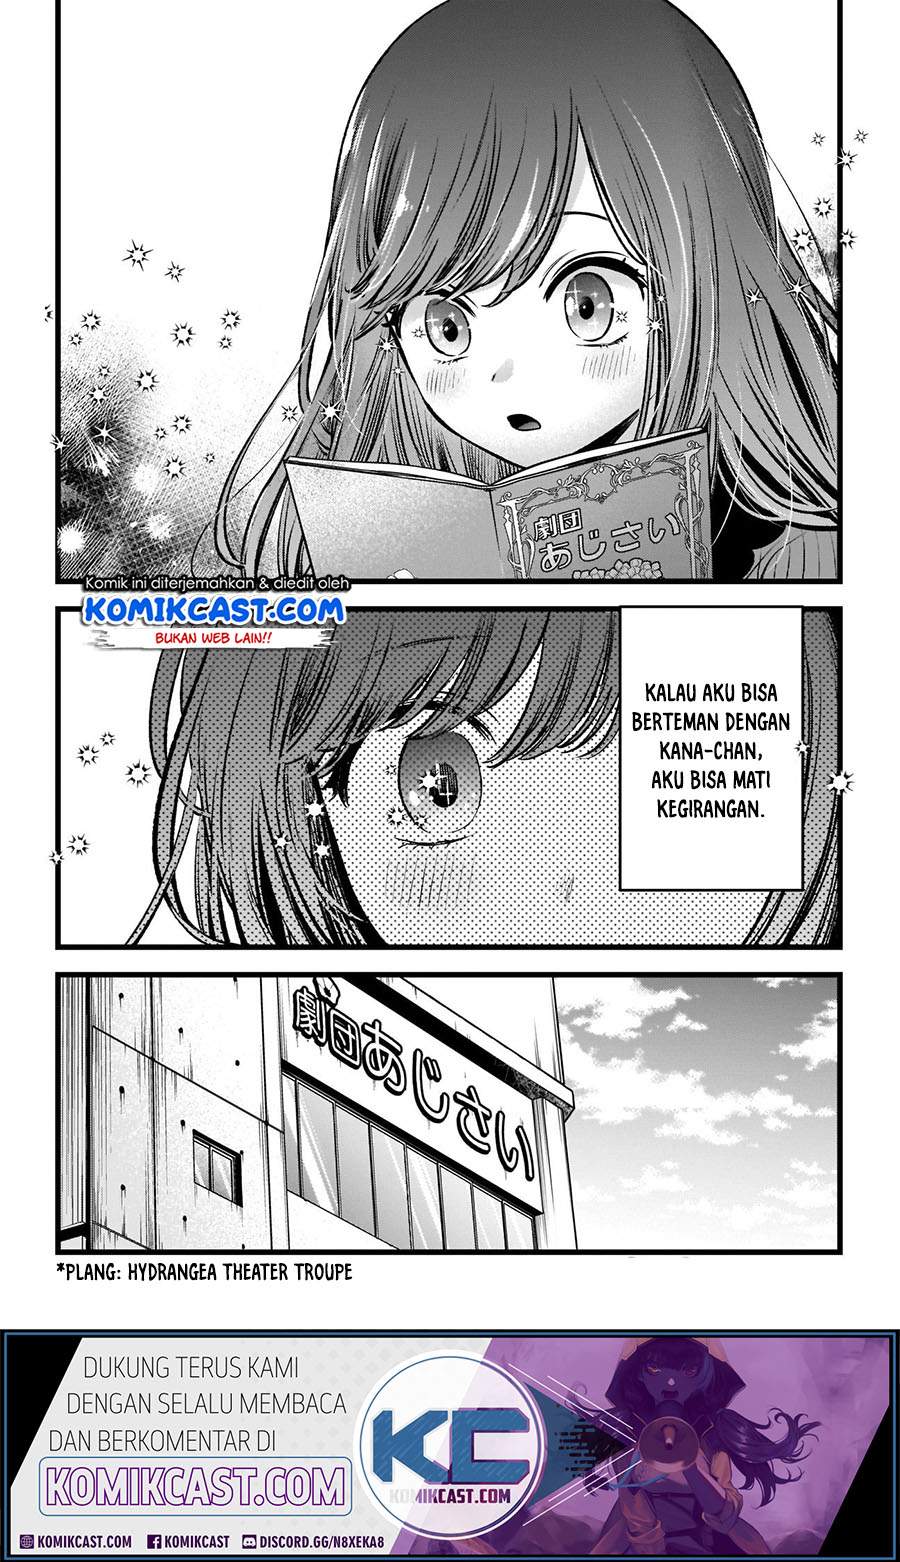 劇団
あじさい
Komik ini diterjemahkan & diedit oleh
KOMIKCAST.COM
BUKAN WEB LAIN!!
KALAU AKU BISA
BERTEMAN DENGAN
KANA-CHAN,
AKU BISA MATI
KEGIRANGAN.
劇団あじさい
*PLANG: HYDRANGEA THEATER TROUPE
DUKUNG TERUS KAMI
DENGAN SELALU MEMBACA
DAN BERKOMENTAR DI
KOMIKCAST.COM
KC
KOMIKCAST.COM
KOMIKCAST.COM KOMIKCAST.COM DISCORD.GG/N8XEKA8